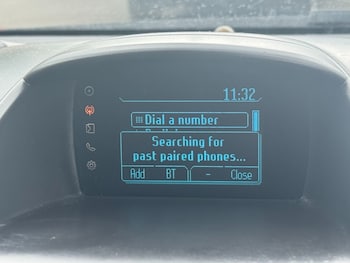 11:32
Dial a number
Searching for
past paired phones...
Add BT - Close